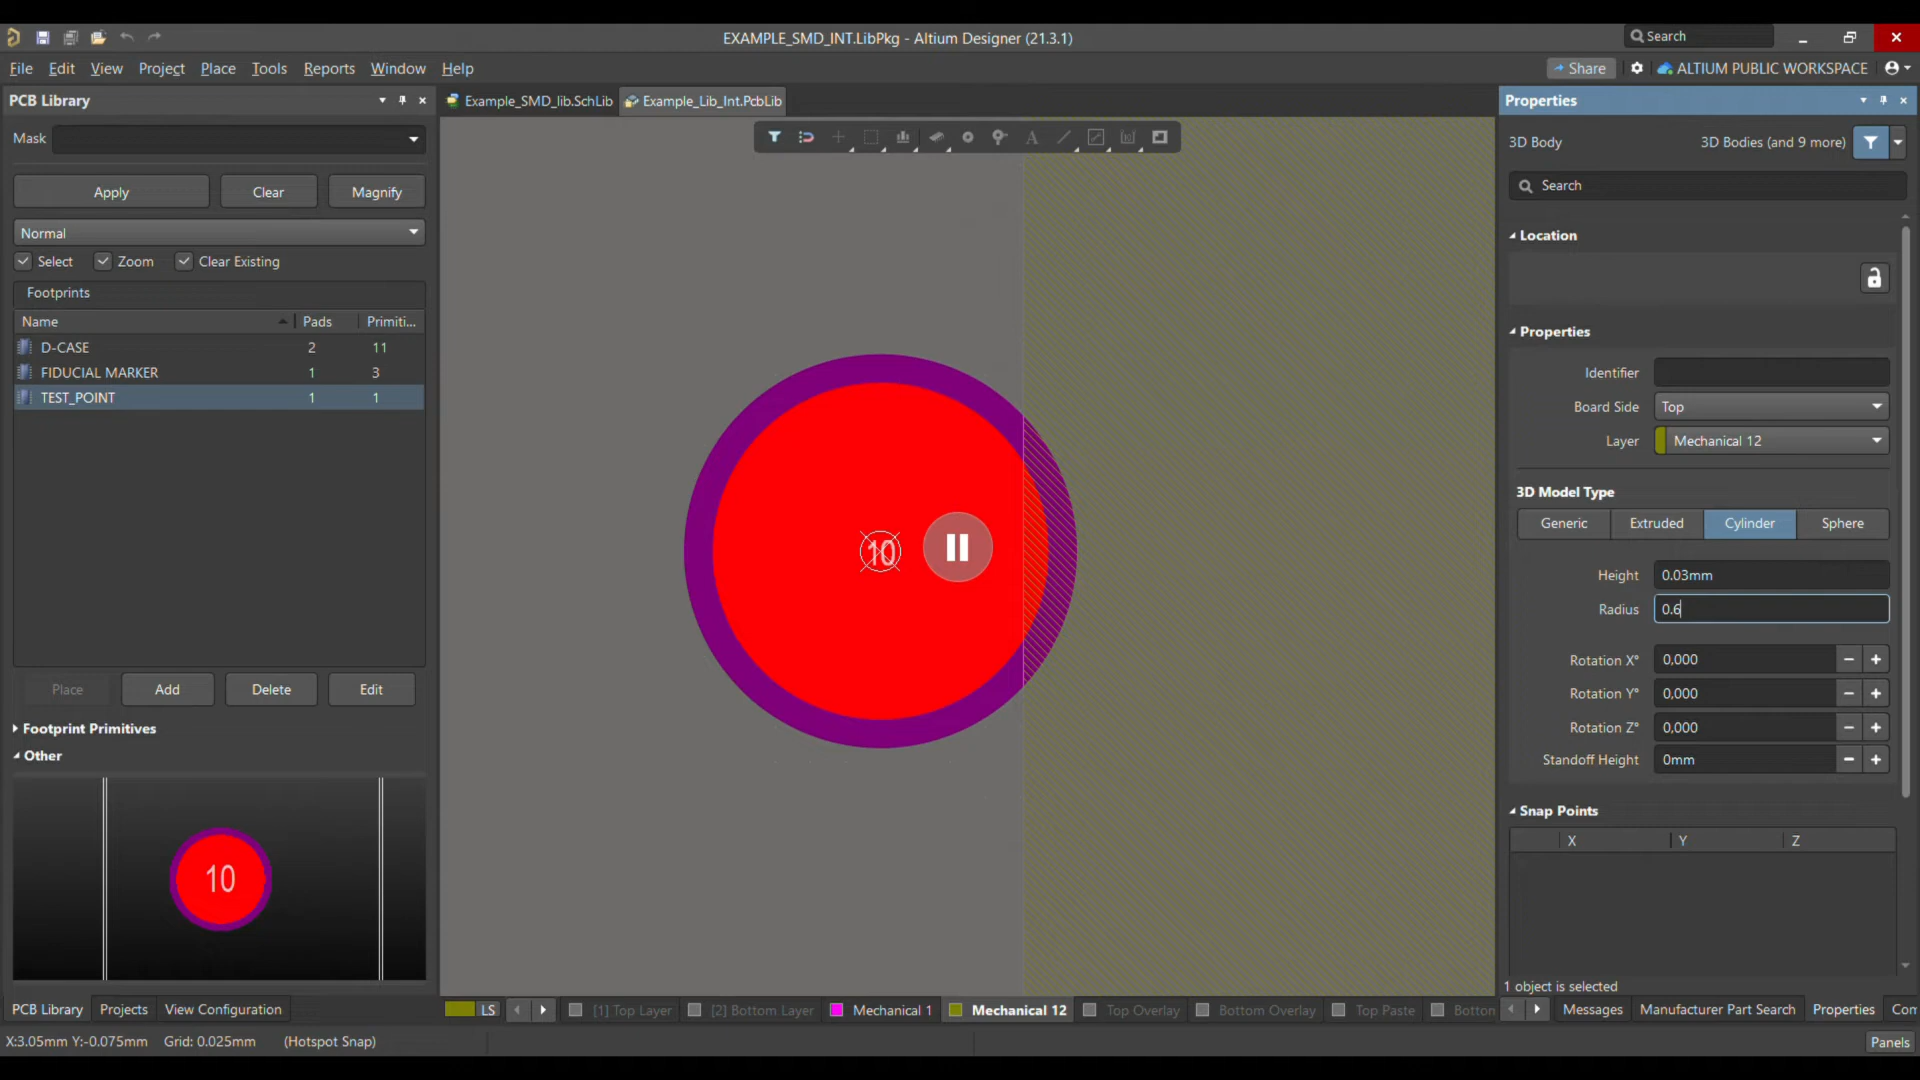 EXAMPLE_SMD_INT.LibPkg - Altium Designer (21.3.1)
Search
File Edit View Project Place Tools Reports Window Help
Share
ALTIUM PUBLIC WORKSPACE
PCB Library
Example_SMD_lib.SchLib
Example_Lib_Int.PcbLib
Properties
Mask
3D Body
3D Bodies (and 9 more)
Apply
Clear
Magnify
Search
Normal
Location
Select
Zoom
Clear Existing
Footprints
Name Pads Primiti...
D-CASE 2 11
FIDUCIAL MARKER 1 3
TEST_POINT 1 1
Properties
Identifier
Board Side Top
Layer Mechanical 12
3D Model Type
Generic Extruded Cylinder Sphere
10
Height 0.03mm
Radius 0.6
Rotation X° 0,000
Rotation Y° 0,000
Rotation Z° 0,000
Standoff Height 0mm
Place Add Delete Edit
Footprint Primitives
Other
10
Snap Points
X Y Z
1 object is selected
PCB Library Projects View Configuration
LS
[1] Top Layer
[2] Bottom Layer
Mechanical 1
Mechanical 12
Top Overlay
Bottom Overlay
Top Paste
Botton
Messages Manufacturer Part Search Properties Com
X:3.05mm Y:-0.075mm Grid: 0.025mm (Hotspot Snap)
Panels